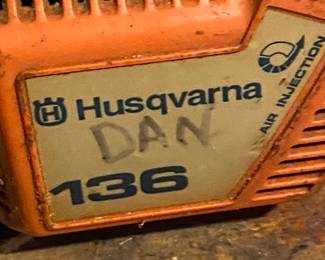 Husqvarna
DAN
136
AIR INJECTION